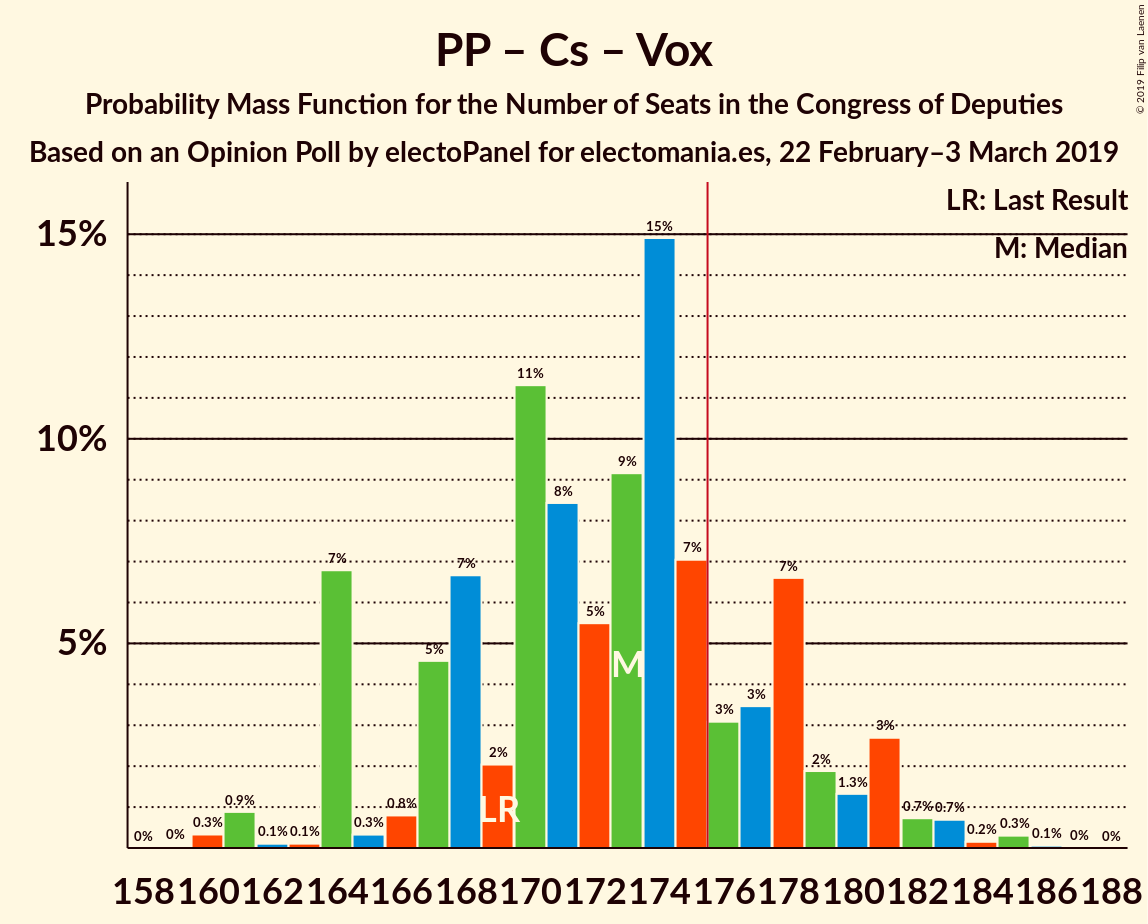 PP – Cs – Vox
Probability Mass Function for the Number of Seats in the Congress of Deputies
Based on an Opinion Poll by electoPanel for electomania.es, 22 February–3 March 2019
© 2019 Filip van Laenen
LR: Last Result
M: Median
15%
10%
5%
0% 0% 0.3% 0.9% 0.1% 0.1% 7% 0.3% 0.8% 5% 7% 2% 11% 8% 5% 9% 15% 7% 3% 3% 7% 2% 1.3% 3% 0.7% 0.7% 0.2% 0.3% 0.1% 0% 0%
M
LR
158 160 162 164 166 168 170 172 174 176 178 180 182 184 186 188